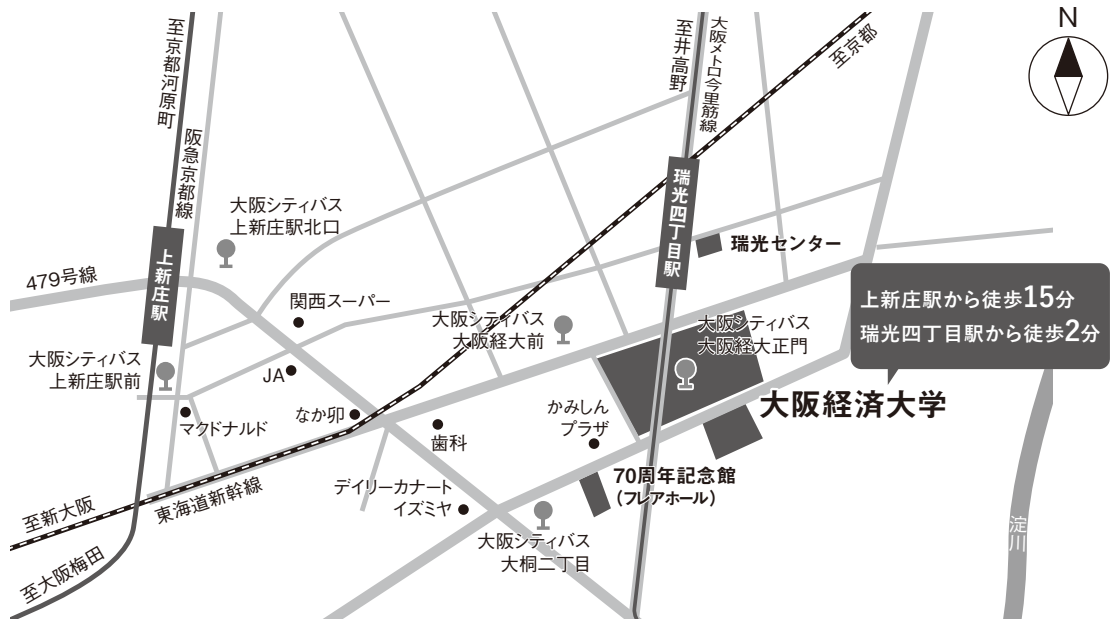 N
至京都河原町
阪急京都線
至井高野
大阪メトロ今里筋線
至京都
大阪シティバス
上新庄駅北口
上新庄駅
瑞光四丁目駅
瑞光センター
479号線
関西スーパー
大阪シティバス
大阪経大前
大阪シティバス
大阪経大正門
上新庄駅から徒歩15分
瑞光四丁目駅から徒歩2分
大阪経済大学
大阪シティバス
上新庄駅前
JA
マクドナルド
なか卯
歯科
かみしん
プラザ
70周年記念館
(フレアホール)
デイリーカナート
イズミヤ
大阪シティバス
大桐二丁目
東海道新幹線
至新大阪
至大阪梅田
淀川